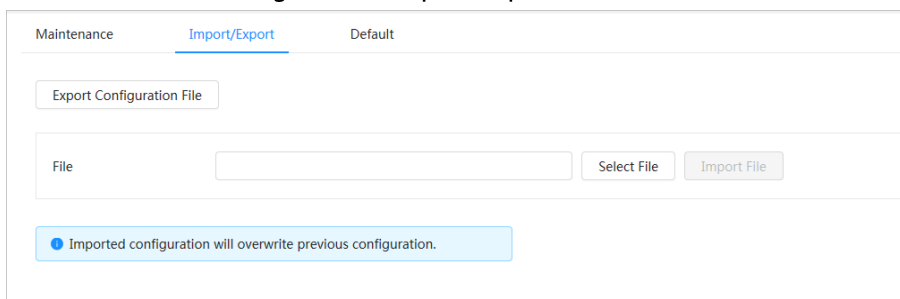 Maintenance Import/Export Default
Export Configuration File
File Select File Import File
Imported configuration will overwrite previous configuration.